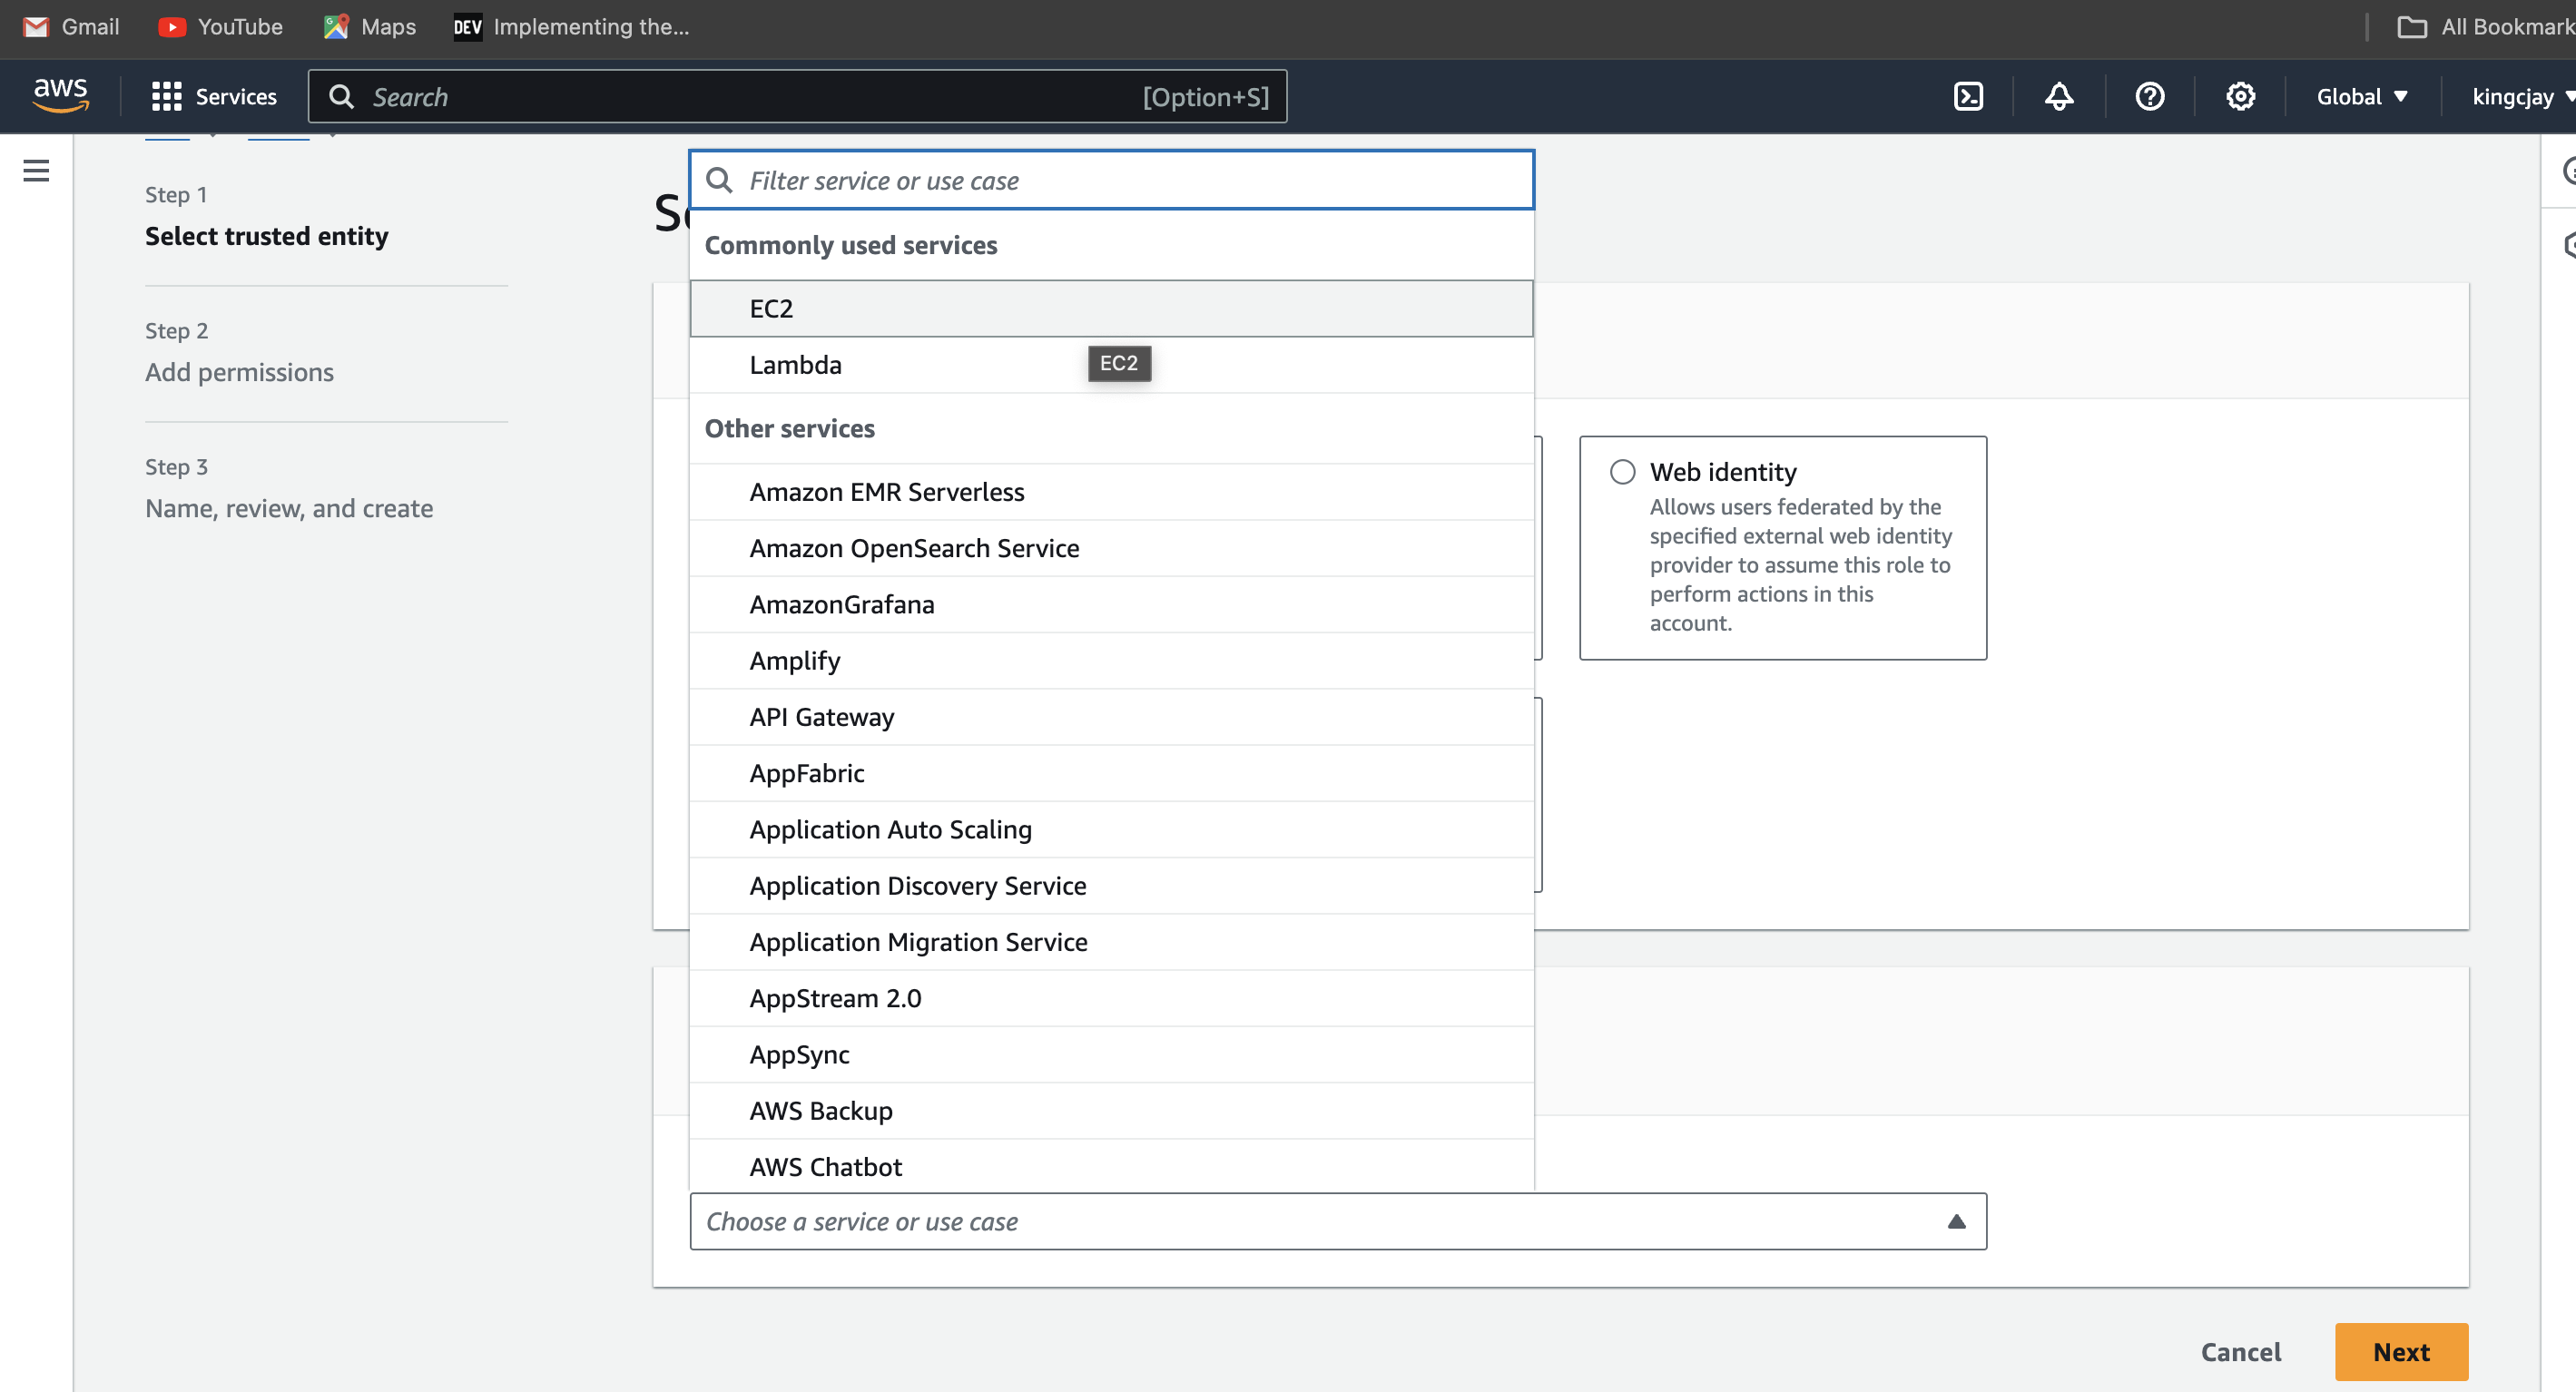 Gmail
YouTube
Maps
DEV Implementing the...
All Bookmark
aws
Services
Search
[Option+S]
Global
kingcjay
Step 1
Select trusted entity
Step 2
Add permissions
Step 3
Name, review, and create
Filter service or use case
Commonly used services
EC2
Lambda
EC2
Other services
Amazon EMR Serverless
Amazon OpenSearch Service
AmazonGrafana
Amplify
API Gateway
AppFabric
Application Auto Scaling
Application Discovery Service
Application Migration Service
AppStream 2.0
AppSync
AWS Backup
AWS Chatbot
Choose a service or use case
Web identity
Allows users federated by the
specified external web identity
provider to assume this role to
perform actions in this
account.
Cancel
Next